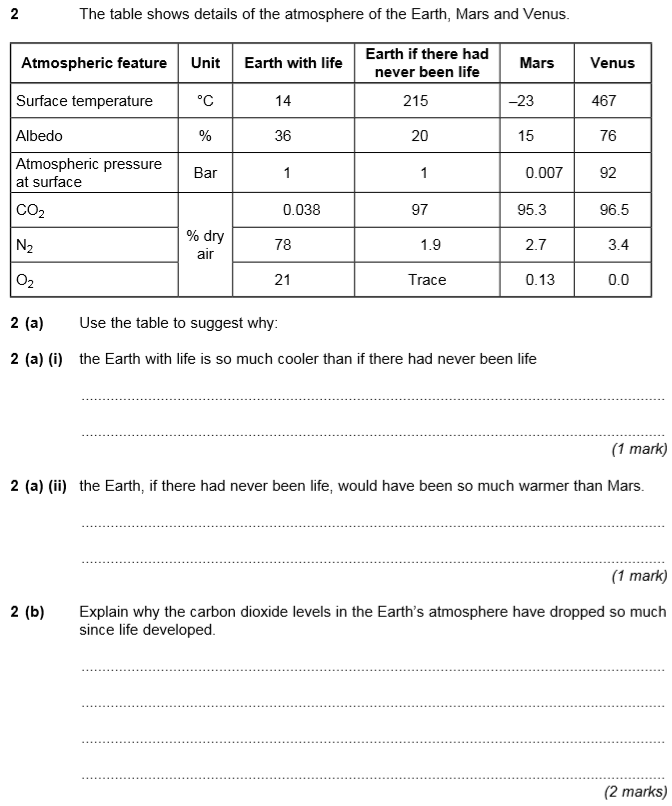 2 The table shows details of the atmosphere of the Earth, Mars and Venus.
Atmospheric feature Unit Earth with life Earth if there had never been life Mars Venus
Surface temperature °C 14 215 –23 467
Albedo % 36 20 15 76
Atmospheric pressure at surface Bar 1 1 0.007 92
CO₂ % dry air 0.038 97 95.3 96.5
N₂ 78 1.9 2.7 3.4
O₂ 21 Trace 0.13 0.0
2 (a) Use the table to suggest why:
2 (a) (i) the Earth with life is so much cooler than if there had never been life
(1 mark)
2 (a) (ii) the Earth, if there had never been life, would have been so much warmer than Mars.
(1 mark)
2 (b) Explain why the carbon dioxide levels in the Earth's atmosphere have dropped so much
since life developed.
(2 marks)